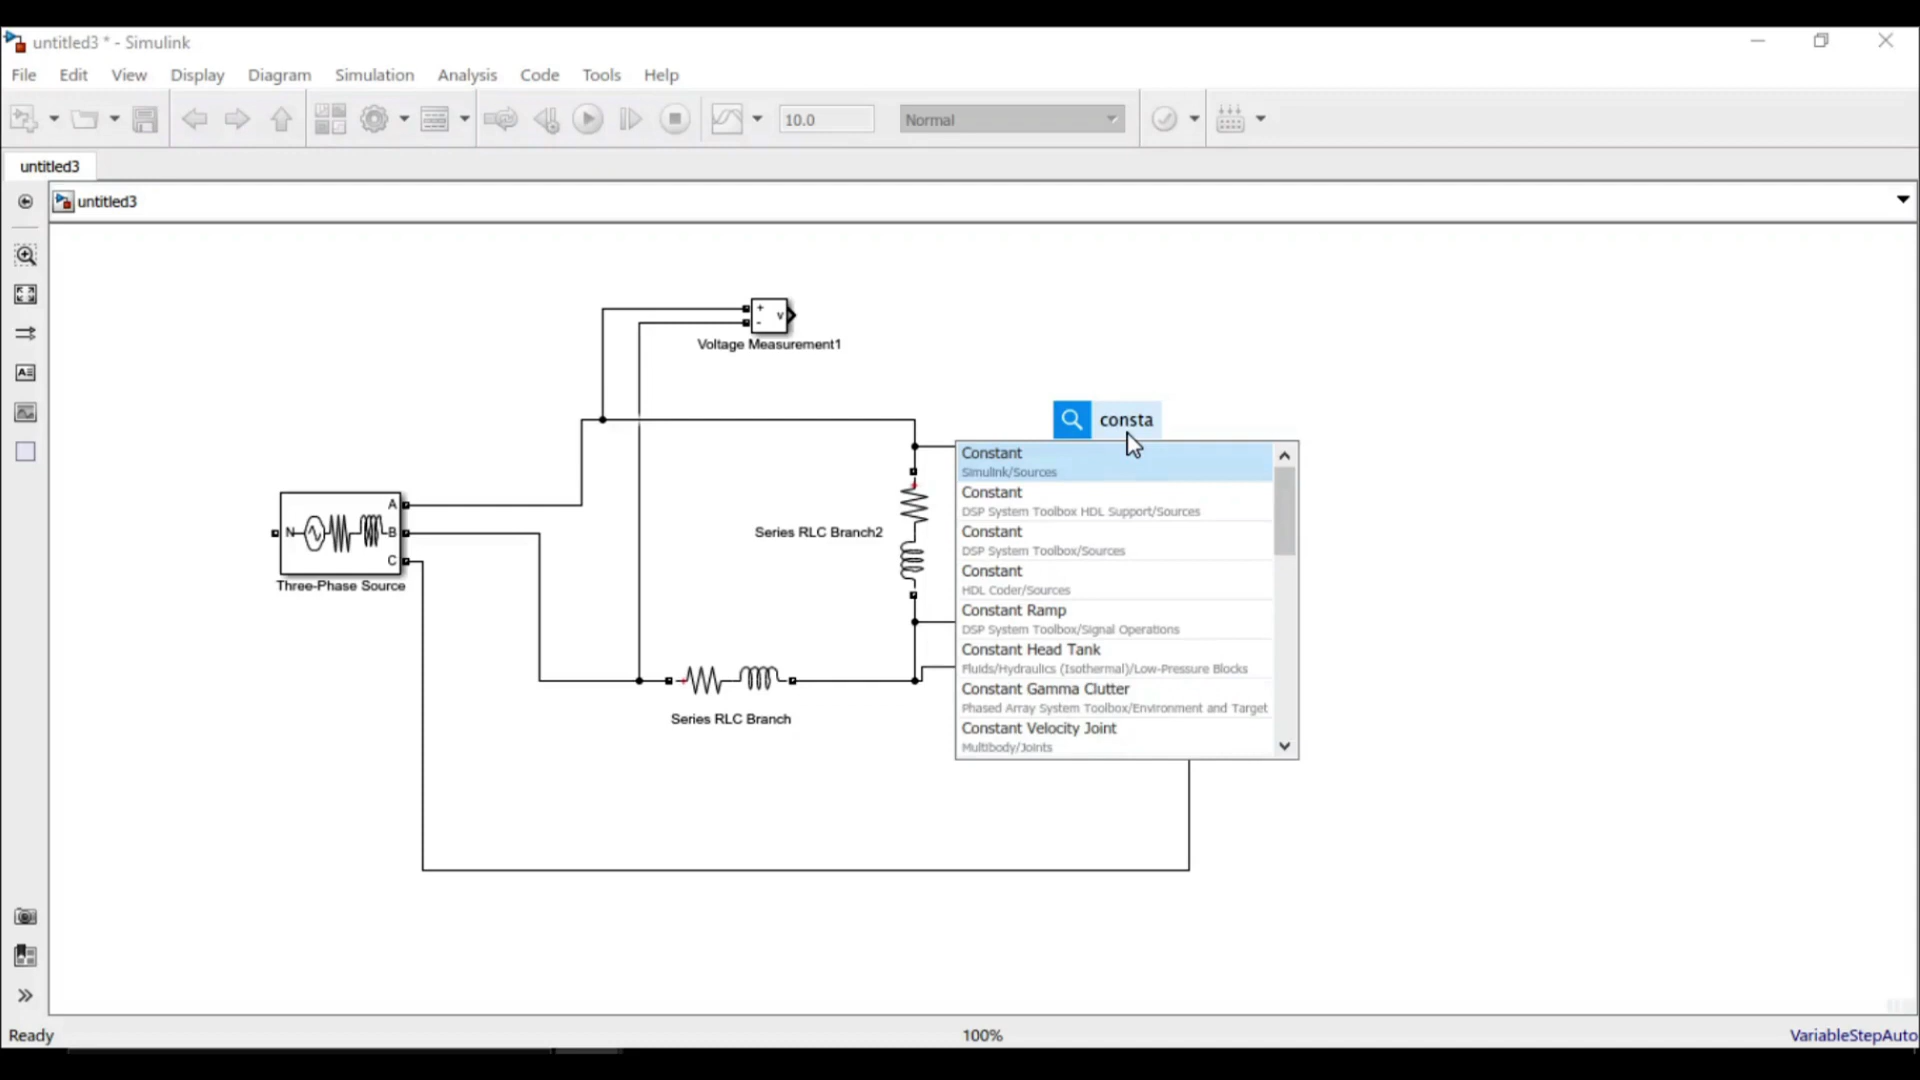 untitled3 * - Simulink
File Edit View Display Diagram Simulation Analysis Code Tools Help
10.0 Normal
untitled3
untitled3
+
-
v
Voltage Measurement1
consta
Constant
Simulink/Sources
Constant
DSP System Toolbox HDL Support/Sources
Constant
DSP System Toolbox/Sources
Constant
HDL Coder/Sources
Constant Ramp
DSP System Toolbox/Signal Operations
Constant Head Tank
Fluids/Hydraulics (Isothermal)/Low-Pressure Blocks
Constant Gamma Clutter
Phased Array System Toolbox/Environment and Target
Constant Velocity Joint
Multibody/Joints
A
N B
C
Three-Phase Source
Series RLC Branch2
+
+
Series RLC Branch
Ready 100% VariableStepAuto